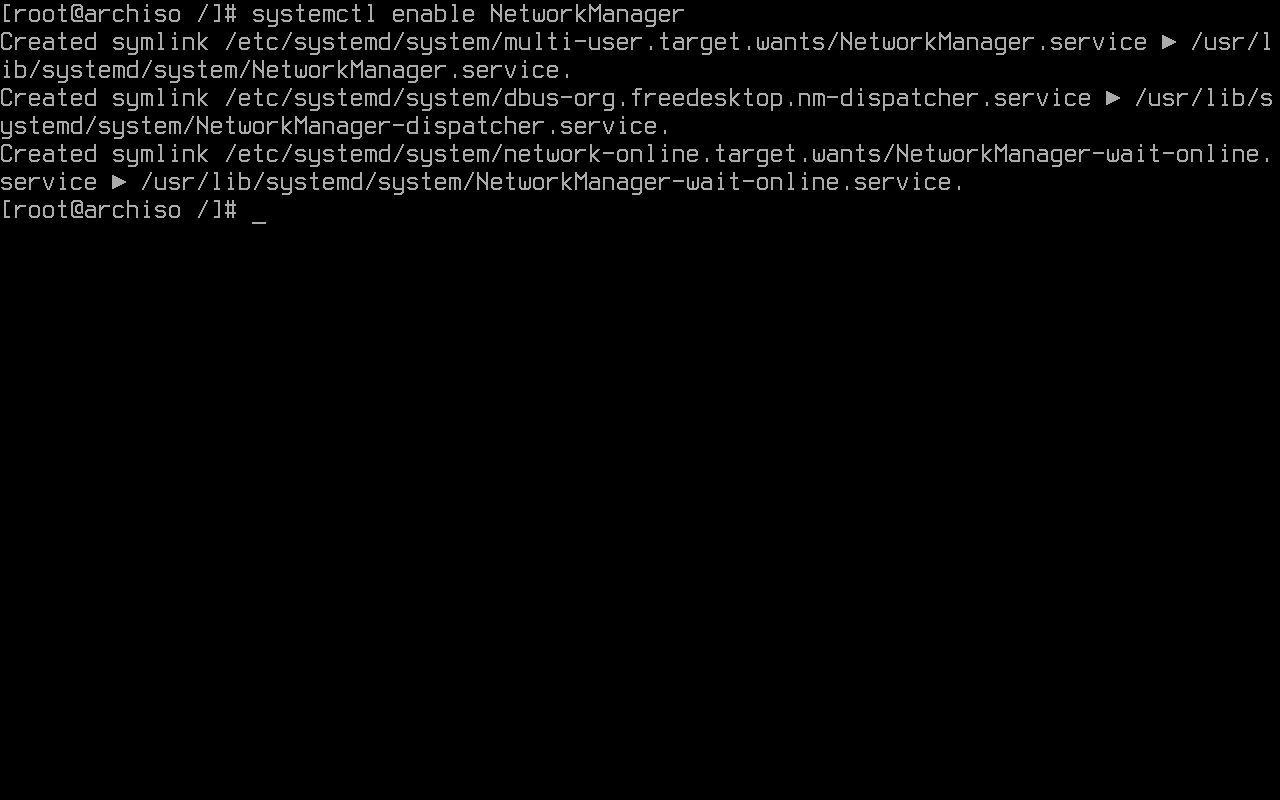 [root@archiso /]# systemctl enable NetworkManager
Created symlink /etc/systemd/system/multi-user.target.wants/NetworkManager.service ► /usr/l
ib/systemd/system/NetworkManager.service.
Created symlink /etc/systemd/system/dbus-org.freedesktop.nm-dispatcher.service ► /usr/lib/s
ystemd/system/NetworkManager-dispatcher.service.
Created symlink /etc/systemd/system/network-online.target.wants/NetworkManager-wait-online.
service ► /usr/lib/systemd/system/NetworkManager-wait-online.service.
[root@archiso /]# _